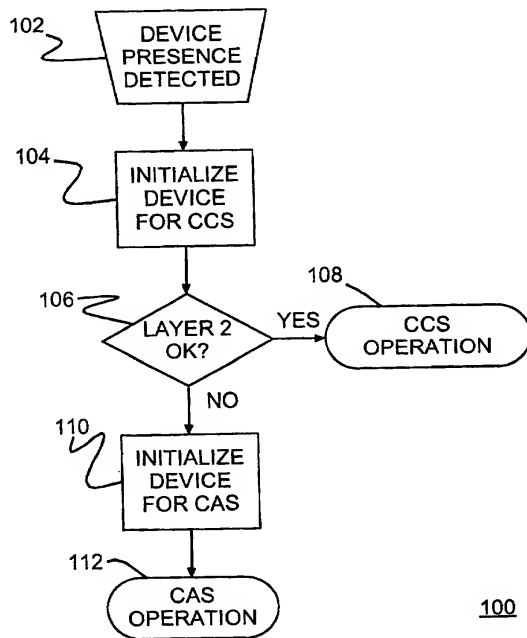 102
DEVICE
PRESENCE
DETECTED
104
INITIALIZE
DEVICE
FOR CCS
106
LAYER 2
OK?
YES
108
CCS
OPERATION
NO
110
INITIALIZE
DEVICE
FOR CAS
112
CAS
OPERATION
100